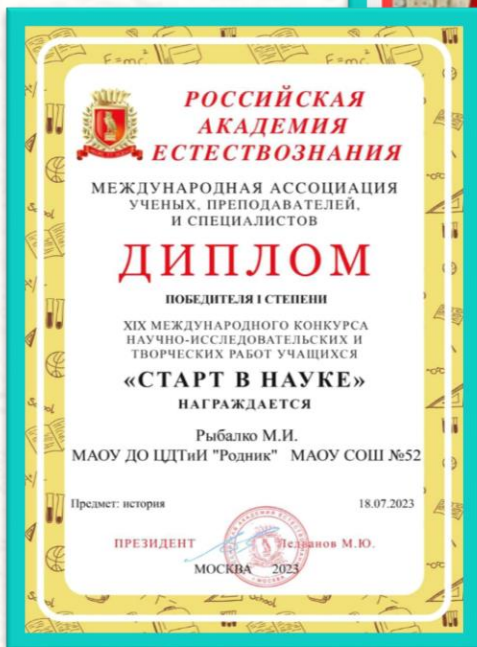 РОССИЙСКАЯ
АКАДЕМИЯ
ЕСТЕСТВОЗНАНИЯ
МЕЖДУНАРОДНАЯ АССОЦИАЦИЯ
УЧЕНЫХ, ПРЕПОДАВАТЕЛЕЙ,
И СПЕЦИАЛИСТОВ
ДИПЛОМ
ПОБЕДИТЕЛЯ I СТЕПЕНИ
XIX МЕЖДУНАРОДНОГО КОНКУРСА
НАУЧНО-ИССЛЕДОВАТЕЛЬСКИХ И
ТВОРЧЕСКИХ РАБОТ УЧАЩИХСЯ
«СТАРТ В НАУКЕ»
НАГРАЖДАЕТСЯ
Рыбалко М.И.
МАОУ ДО ЦДТиИ "Родник" МАОУ СОШ №52
Предмет: история 18.07.2023
ПРЕЗИДЕНТ Ледванов М.Ю.
МОСКВА 2023